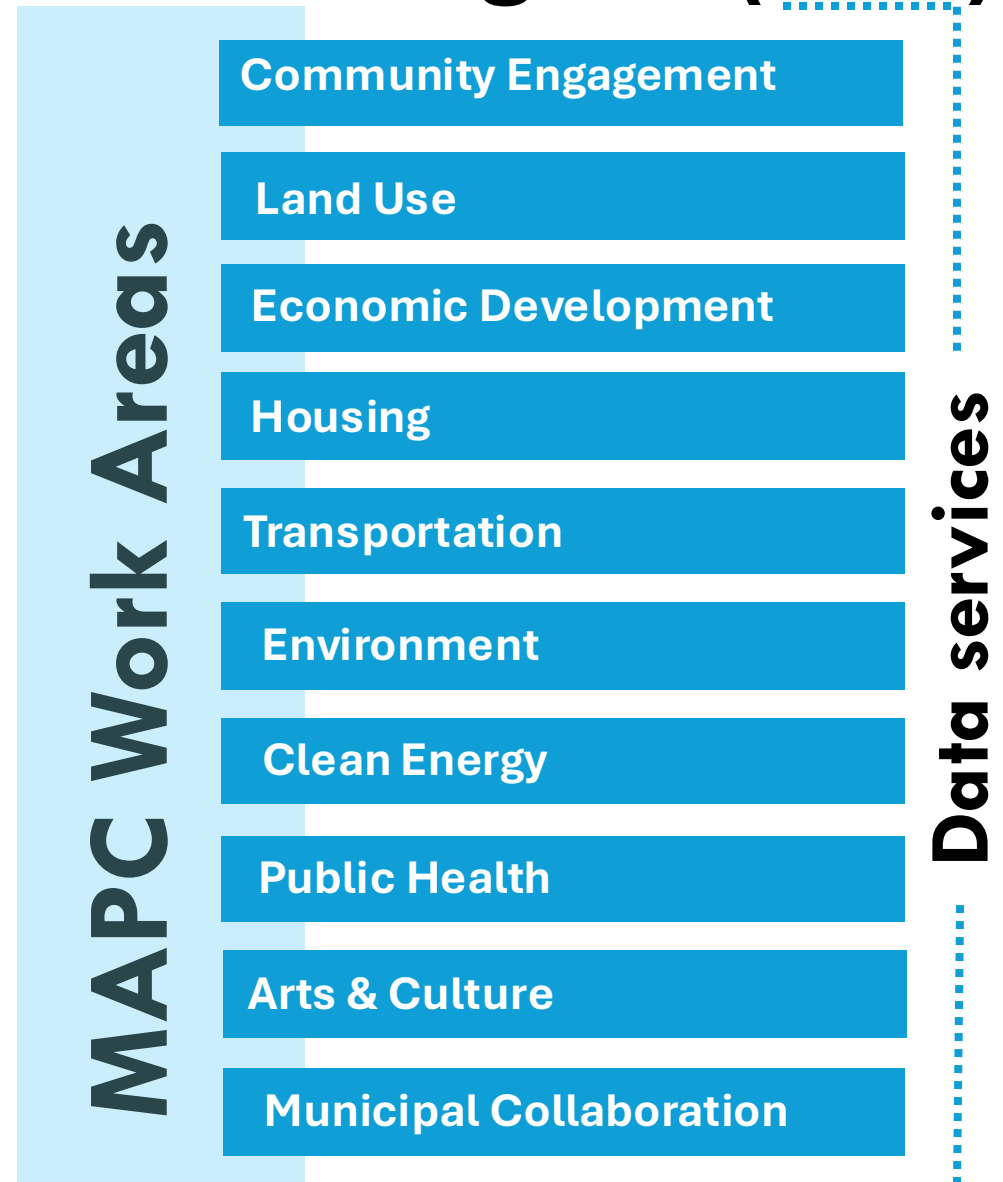 MAPC Work Areas
Community Engagement
Land Use
Economic Development
Housing
Transportation
Environment
Clean Energy
Public Health
Arts & Culture
Municipal Collaboration
Data services